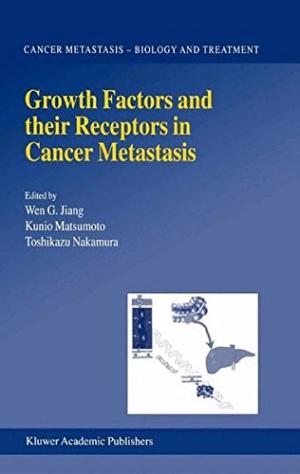 CANCER METASTASIS – BIOLOGY AND TREATMENT
Growth Factors and
their Receptors in
Cancer Metastasis
Edited by
Wen G. Jiang
Kunio Matsumoto
Toshikazu Nakamura
Kluwer Academic Publishers